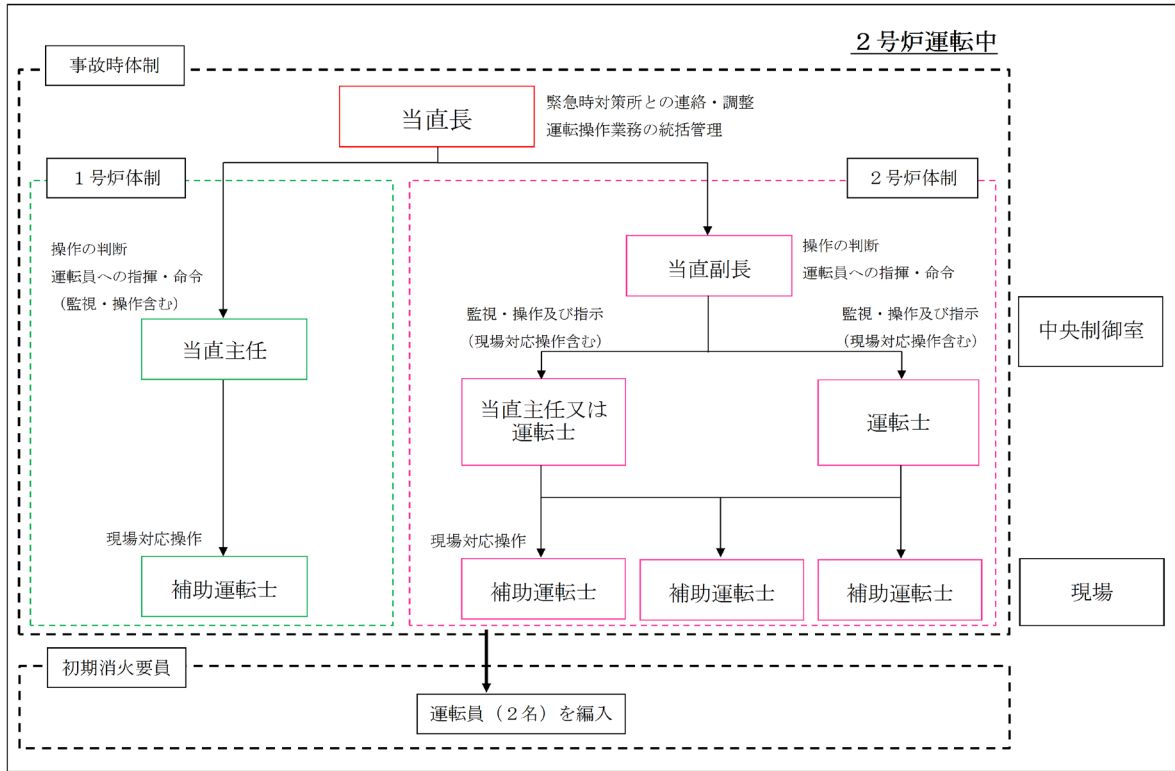 ２号炉運転中
事故時体制
当直長
緊急時対策所との連絡・調整
運転操作業務の統括管理
１号炉体制
２号炉体制
操作の判断
運転員への指揮・命令
（監視・操作含む）
当直副長
操作の判断
運転員への指揮・命令
監視・操作及び指示
（現場対応操作含む）
監視・操作及び指示
（現場対応操作含む）
中央制御室
当直主任
当直主任又は
運転士
運転士
現場対応操作
現場対応操作
補助運転士
補助運転士
補助運転士
補助運転士
現場
初期消火要員
運転員（２名）を編入